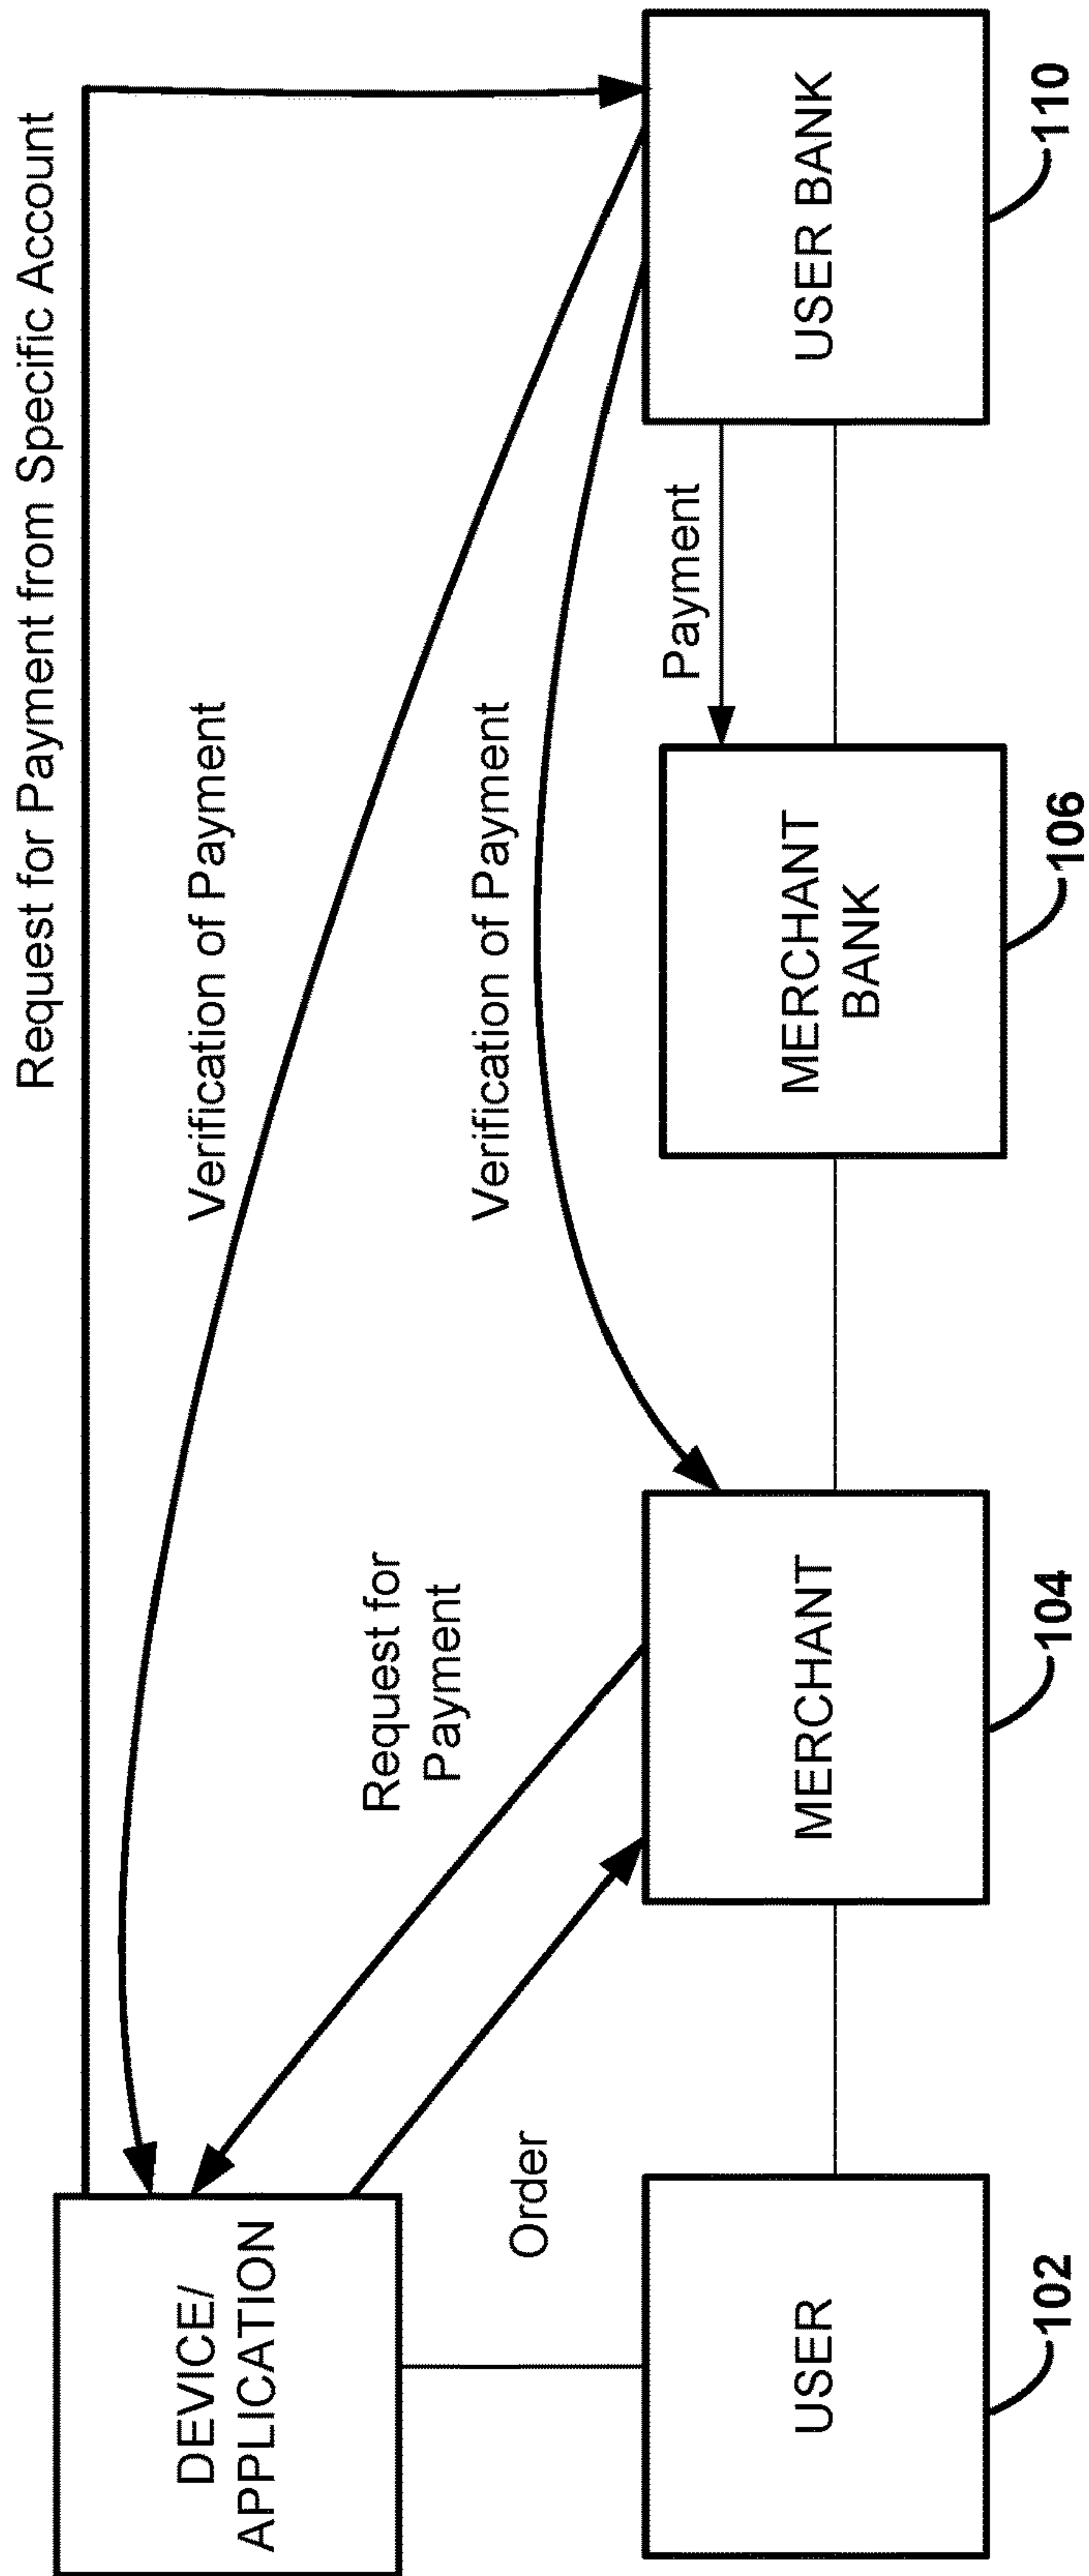 Request for Payment from Specific Account
DEVICE/
APPLICATION
Verification of Payment
Request for
Payment
Verification of Payment
Order
Payment
USER
MERCHANT
MERCHANT
BANK
USER BANK
102
104
106
110